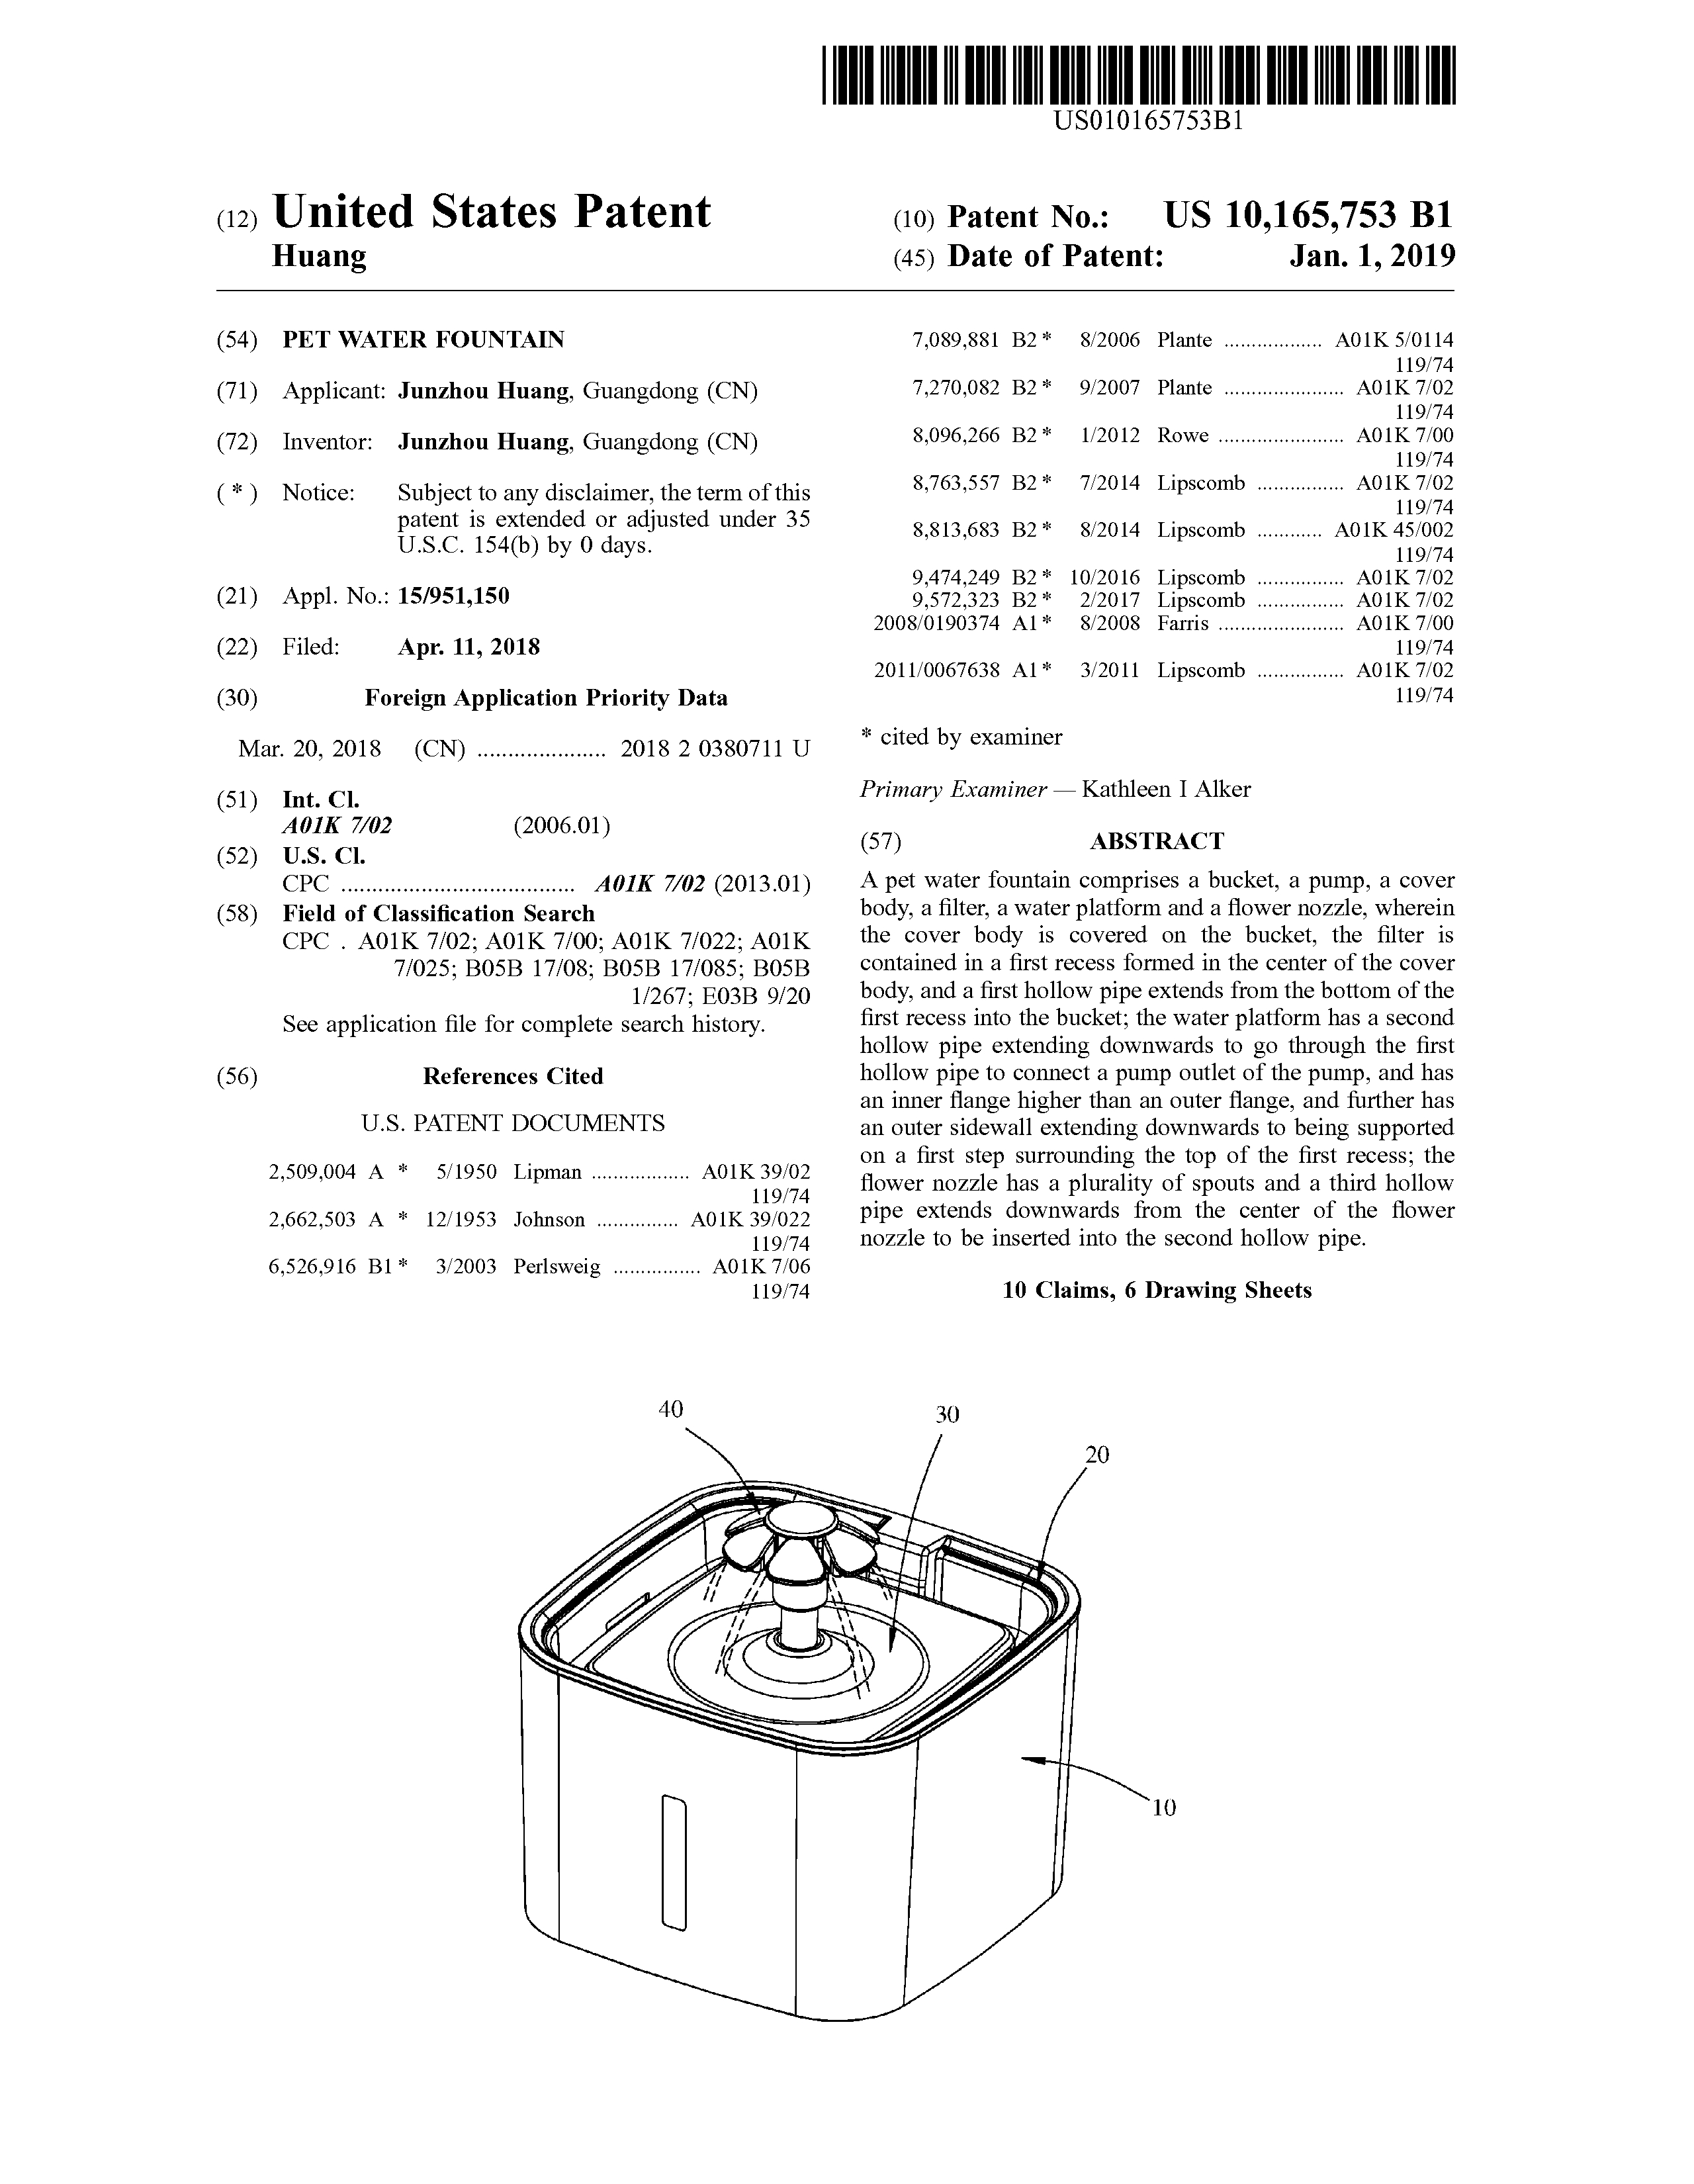 US010165753B1
(12) United States Patent
Huang
(10) Patent No.: US 10,165,753 B1
(45) Date of Patent: Jan. 1, 2019
(54) PET WATER FOUNTAIN
(71) Applicant: Junzhou Huang, Guangdong (CN)
(72) Inventor: Junzhou Huang, Guangdong (CN)
( * ) Notice: Subject to any disclaimer, the term of this
patent is extended or adjusted under 35
U.S.C. 154(b) by 0 days.
(21) Appl. No.: 15/951,150
(22) Filed: Apr. 11, 2018
(30) Foreign Application Priority Data
Mar. 20, 2018 (CN) ..................... 2018 2 0380711 U
(51) Int. Cl.
A01K 7/02 (2006.01)
(52) U.S. Cl.
CPC ...................................... A01K 7/02 (2013.01)
(58) Field of Classification Search
CPC . A01K 7/02; A01K 7/00; A01K 7/022; A01K
7/025; B05B 17/08; B05B 17/085; B05B
1/267; E03B 9/20
See application file for complete search history.
(56) References Cited
U.S. PATENT DOCUMENTS
2,509,004 A * 5/1950 Lipman .................. A01K 39/02
119/74
2,662,503 A * 12/1953 Johnson ............... A01K 39/022
119/74
6,526,916 B1 * 3/2003 Perlsweig ................ A01K 7/06
119/74
7,089,881 B2 * 8/2006 Plante .................. A01K 5/0114
119/74
7,270,082 B2 * 9/2007 Plante ...................... A01K 7/02
119/74
8,096,266 B2 * 1/2012 Rowe ....................... A01K 7/00
119/74
8,763,557 B2 * 7/2014 Lipscomb ................ A01K 7/02
119/74
8,813,683 B2 * 8/2014 Lipscomb ............ A01K 45/002
119/74
9,474,249 B2 * 10/2016 Lipscomb ................ A01K 7/02
9,572,323 B2 * 2/2017 Lipscomb ................ A01K 7/02
2008/0190374 A1 * 8/2008 Farris ....................... A01K 7/00
119/74
2011/0067638 A1 * 3/2011 Lipscomb ................ A01K 7/02
119/74
* cited by examiner
Primary Examiner — Kathleen I Alker
(57) ABSTRACT
A pet water fountain comprises a bucket, a pump, a cover
body, a filter, a water platform and a flower nozzle, wherein
the cover body is covered on the bucket, the filter is
contained in a first recess formed in the center of the cover
body, and a first hollow pipe extends from the bottom of the
first recess into the bucket; the water platform has a second
hollow pipe extending downwards to go through the first
hollow pipe to connect a pump outlet of the pump, and has
an inner flange higher than an outer flange, and further has
an outer sidewall extending downwards to being supported
on a first step surrounding the top of the first recess; the
flower nozzle has a plurality of spouts and a third hollow
pipe extends downwards from the center of the flower
nozzle to be inserted into the second hollow pipe.
10 Claims, 6 Drawing Sheets
40
30
20
10